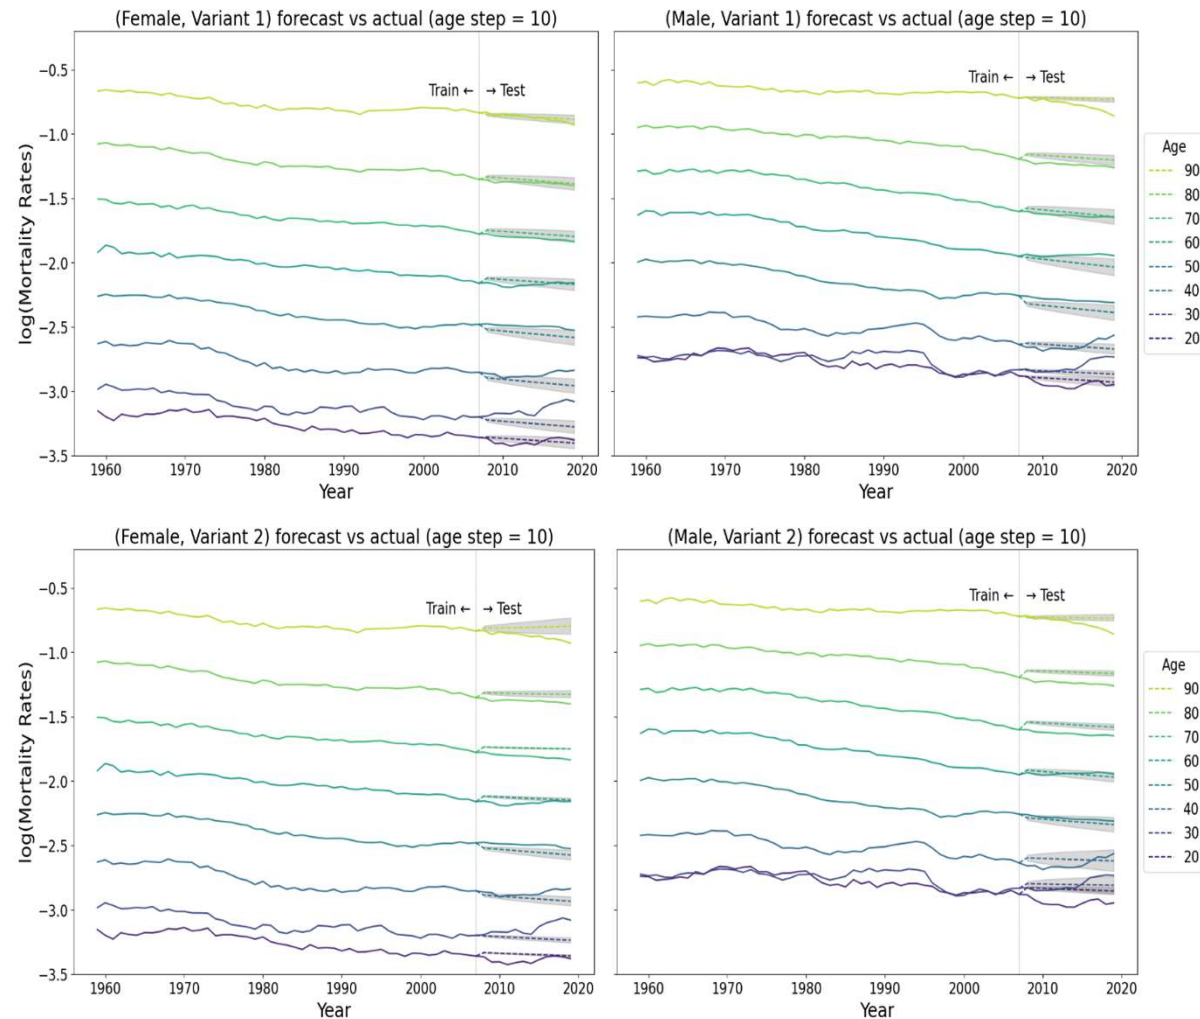 (Female, Variant 1) forecast vs actual (age step = 10)
(Male, Variant 1) forecast vs actual (age step = 10)
log(Mortality Rates)
−0.5
−1.0
−1.5
−2.0
−2.5
−3.0
−3.5
Train ← → Test
Train ← → Test
Age
90
80
70
60
50
40
30
20
1960 1970 1980 1990 2000 2010 2020
1960 1970 1980 1990 2000 2010 2020
Year
Year
(Female, Variant 2) forecast vs actual (age step = 10)
(Male, Variant 2) forecast vs actual (age step = 10)
log(Mortality Rates)
−0.5
−1.0
−1.5
−2.0
−2.5
−3.0
−3.5
Train ← → Test
Train ← → Test
Age
90
80
70
60
50
40
30
20
1960 1970 1980 1990 2000 2010 2020
1960 1970 1980 1990 2000 2010 2020
Year
Year